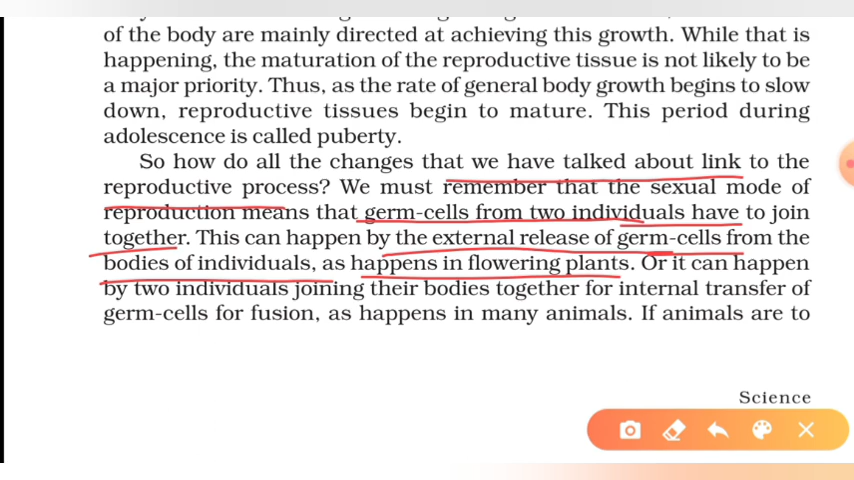 of the body are mainly directed at achieving this growth. While that is
happening, the maturation of the reproductive tissue is not likely to be
a major priority. Thus, as the rate of general body growth begins to slow
down, reproductive tissues begin to mature. This period during
adolescence is called puberty.
So how do all the changes that we have talked about link to the
reproductive process? We must remember that the sexual mode of
reproduction means that germ-cells from two individuals have to join
together. This can happen by the external release of germ-cells from the
bodies of individuals, as happens in flowering plants. Or it can happen
by two individuals joining their bodies together for internal transfer of
germ-cells for fusion, as happens in many animals. If animals are to
Science